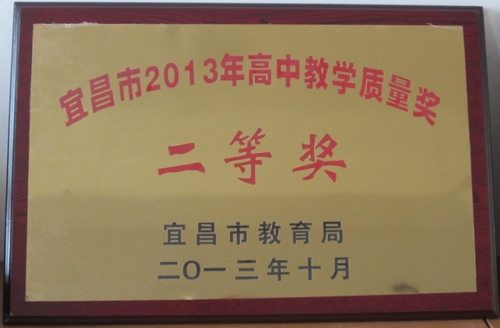 宜昌市2013年高中教学质量奖
二等奖
宜昌市教育局
二〇一三年十月